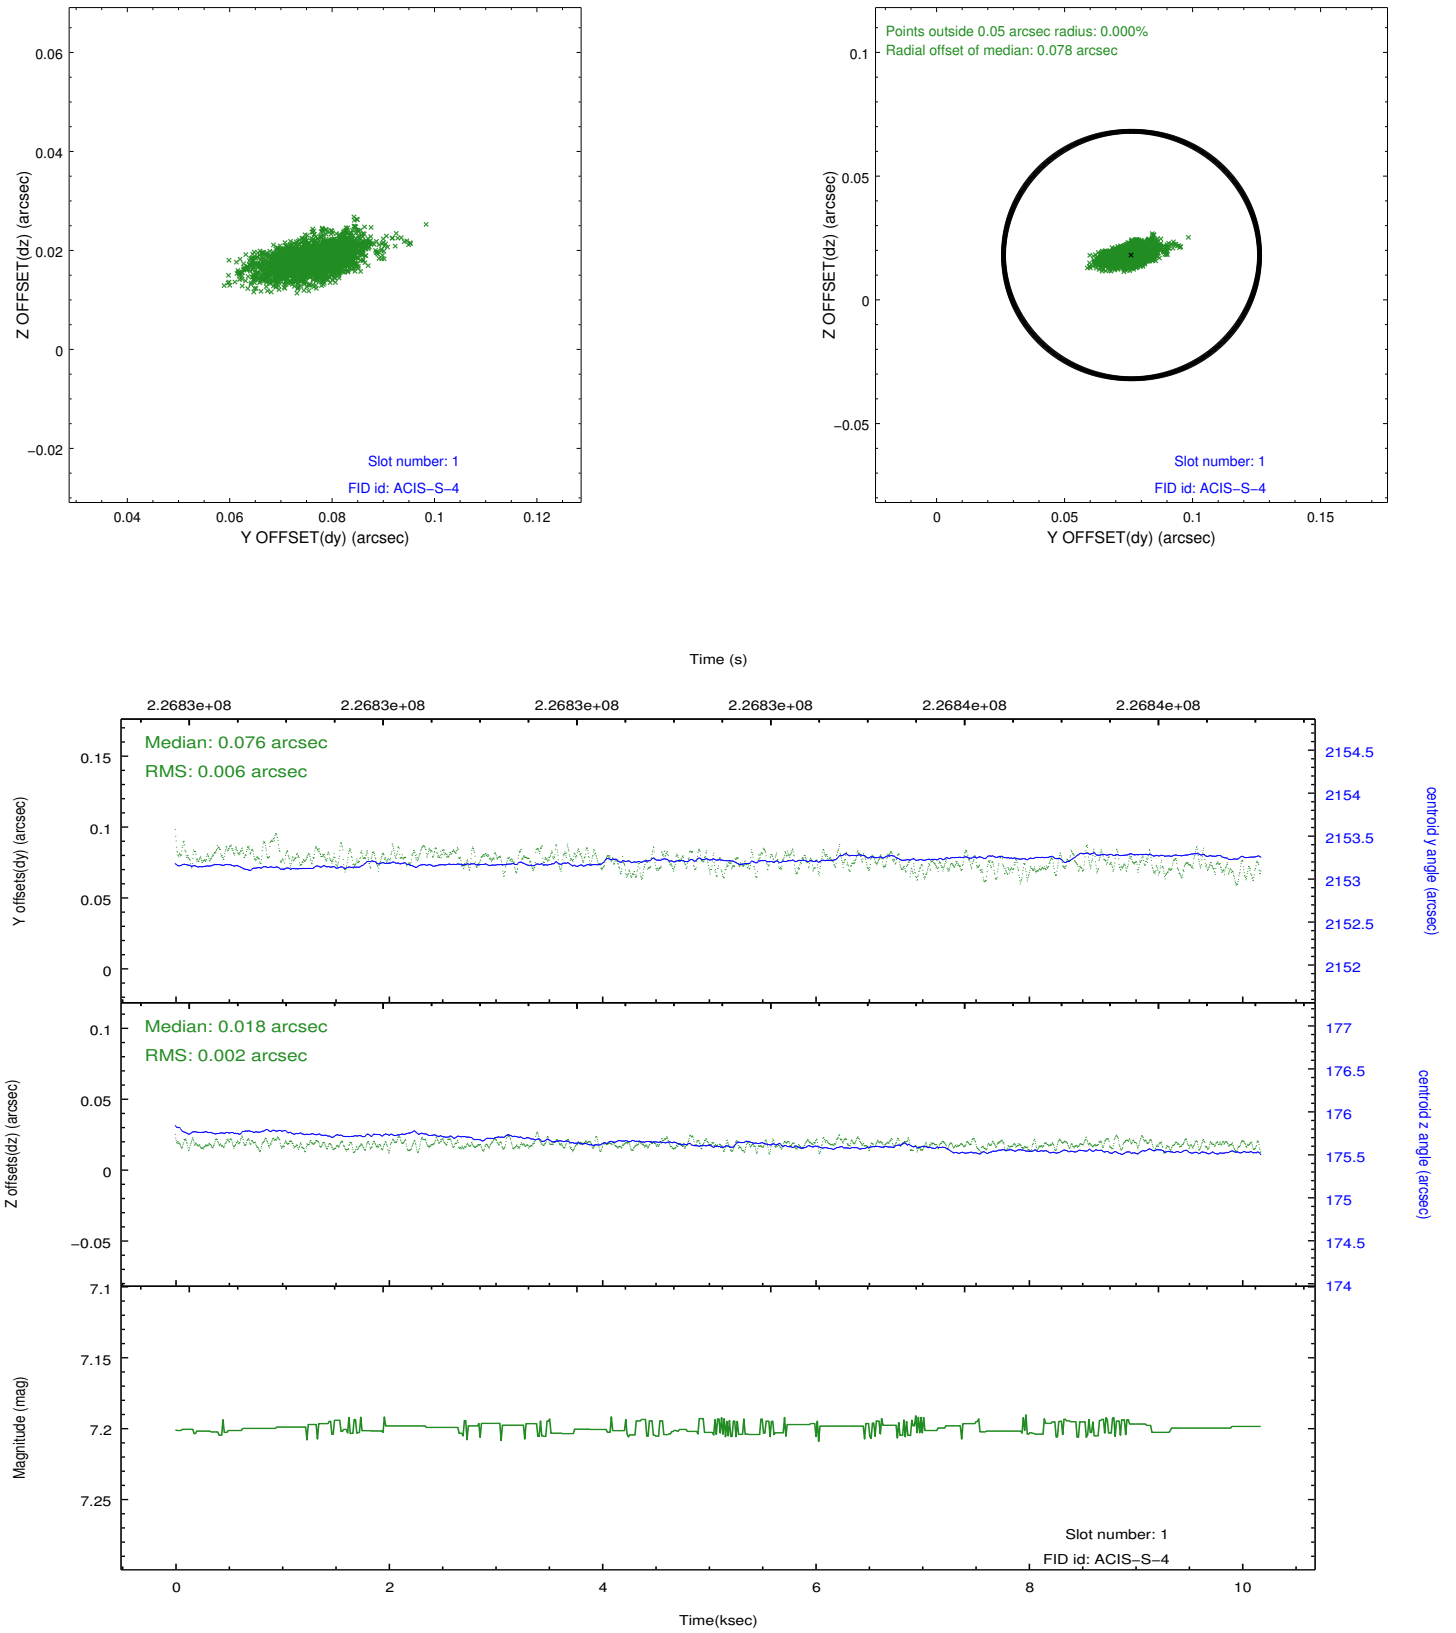 0.06
0.04
0.02
0
−0.02
Z OFFSET(dz) (arcsec)
Slot number: 1
FID id: ACIS−S−4
0.04 0.06 0.08 0.1 0.12
Y OFFSET(dy) (arcsec)
Points outside 0.05 arcsec radius: 0.000%
Radial offset of median: 0.078 arcsec
0.1
0.05
0
−0.05
Z OFFSET(dz) (arcsec)
Slot number: 1
FID id: ACIS−S−4
0 0.05 0.1 0.15
Y OFFSET(dy) (arcsec)
Time (s)
2.2683e+08 2.2683e+08 2.2683e+08 2.2683e+08 2.2684e+08 2.2684e+08
Median: 0.076 arcsec
RMS: 0.006 arcsec
0.15
0.1
0.05
0
Y offsets(dy) (arcsec)
2154.5
2154
2153.5
2153
2152.5
2152
centroid y angle (arcsec)
Median: 0.018 arcsec
RMS: 0.002 arcsec
0.1
0.05
0
−0.05
Z offsets(dz) (arcsec)
177
176.5
176
175.5
175
174.5
174
centroid z angle (arcsec)
7.1
7.15
7.2
7.25
Magnitude (mag)
Slot number: 1
FID id: ACIS−S−4
0 2 4 6 8 10
Time(ksec)